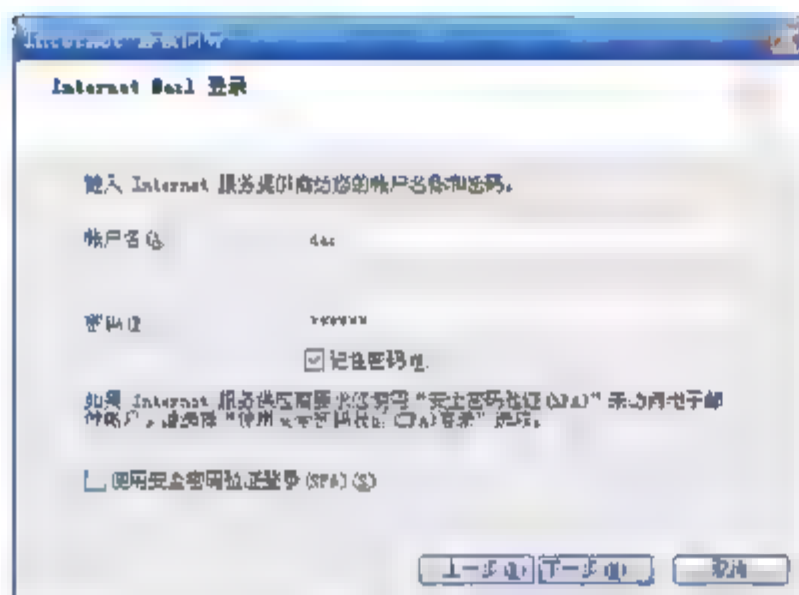 Internet 连接向导
Internet Mail 登录
键入 Internet 服务提供商给您的帐户名称和密码。
帐户名(A):
密码(P):
******
记住密码(W)
如果 Internet 服务供应商要求您使用“安全密码验证(SPA)”来访问电子邮
件帐户，请选择“使用安全密码验证(SPA)登录”选项。
使用安全密码验证登录(SPA)(S)
上一步(B) 下一步(N) 取消